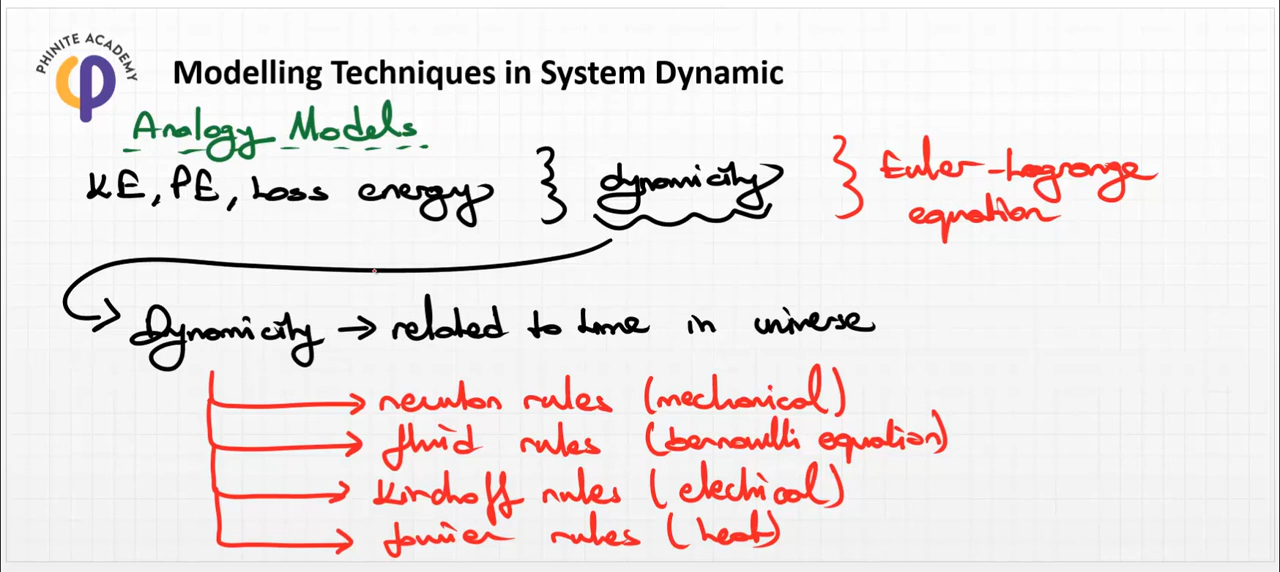 PHINITE ACADEMY
Modelling Techniques in System Dynamic
Analogy Models
KE, PE, Loss energy } dynamicity } Euler-Lagrange equation
Dynamicity → related to time in universe
→ newton rules (mechanical)
→ fluid rules (bernoulli equation)
→ Kirchoff rules (electrical)
→ fourier rules (heat)